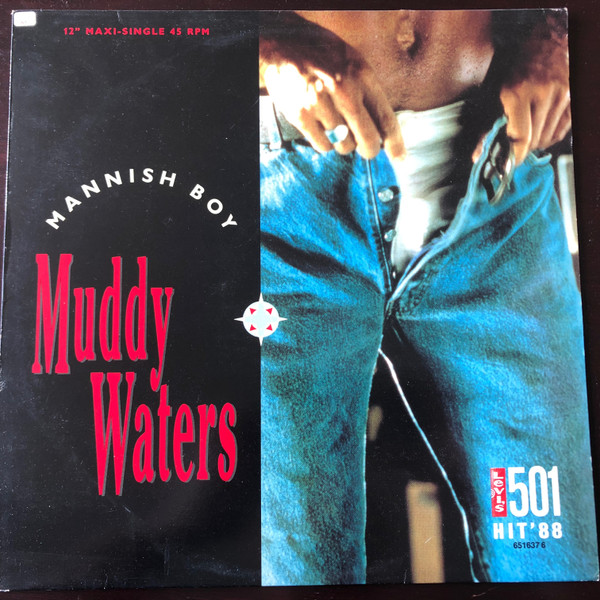 12" MAXI-SINGLE 45 RPM
MANNISH BOY
Muddy
Waters
Levi's
501
HIT '88
651637 6